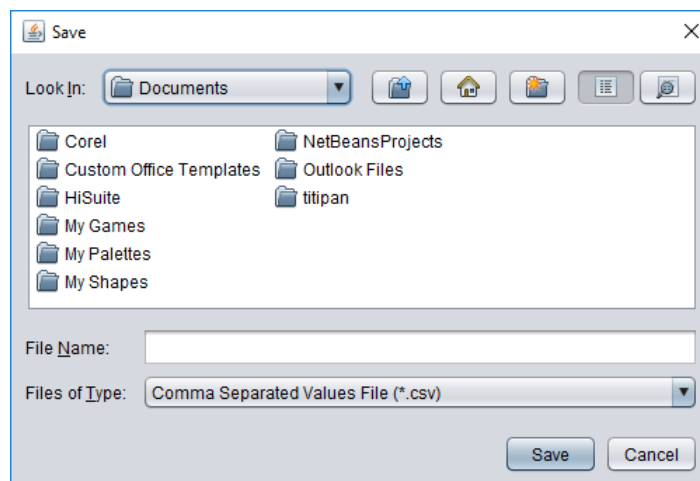 Save
Look In: Documents
Corel NetBeansProjects
Custom Office Templates Outlook Files
HiSuite titipan
My Games
My Palettes
My Shapes
File Name:
Files of Type: Comma Separated Values File (*.csv)
Save Cancel